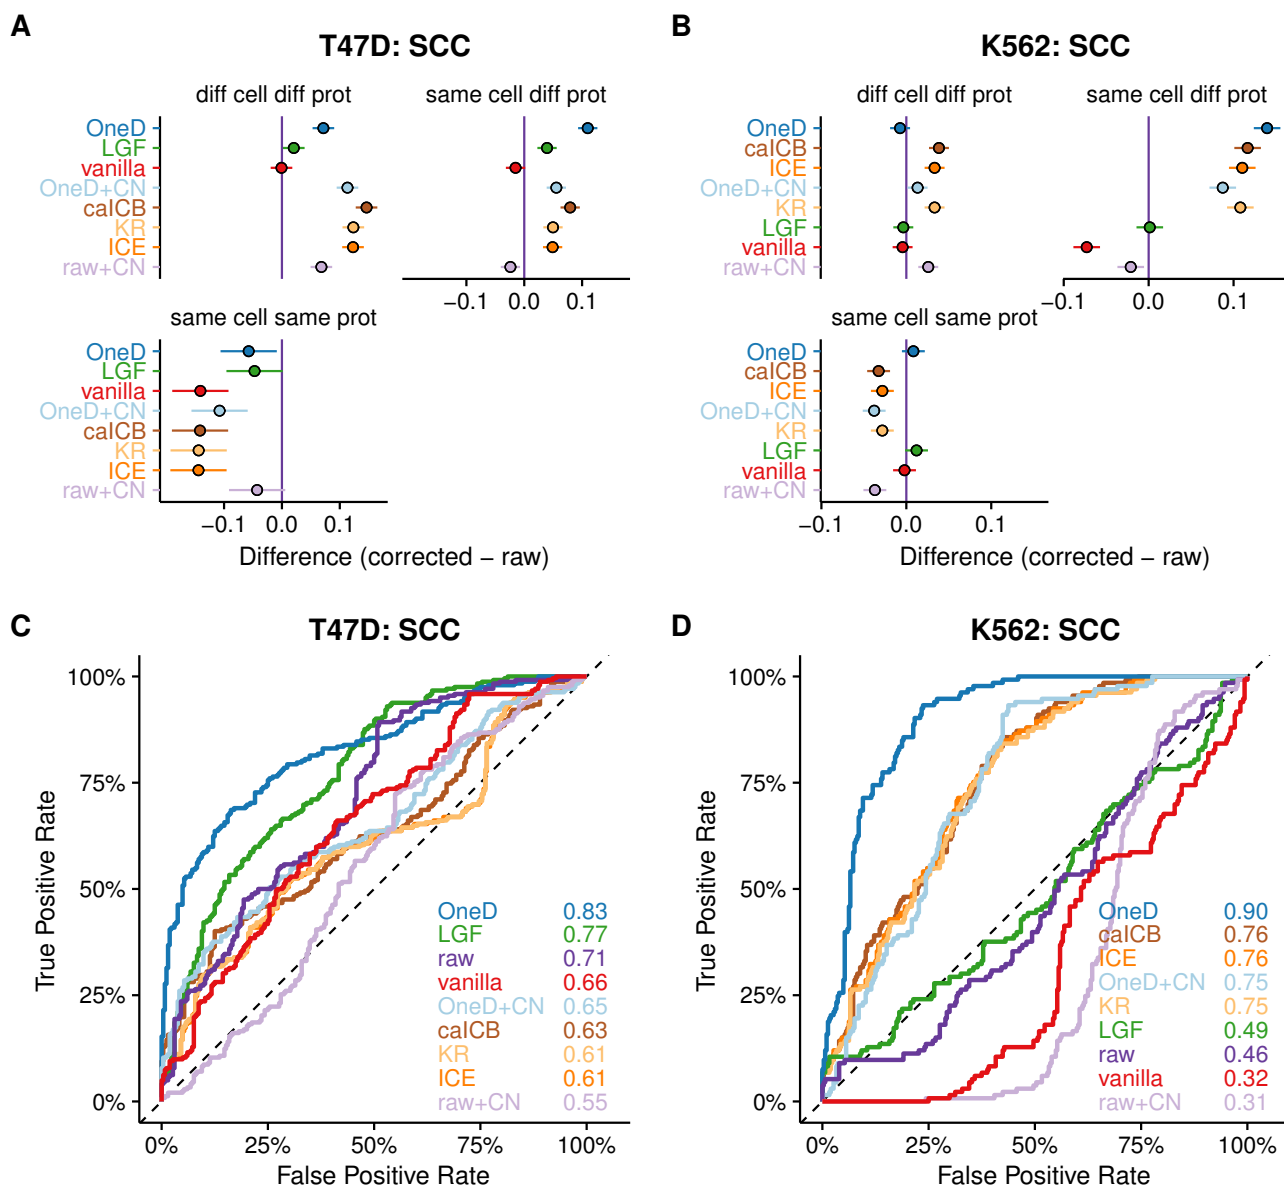 A
T47D: SCC
diff cell diff prot
same cell diff prot
OneD
LGF
vanilla
OneD+CN
caICB
KR
ICE
raw+CN
−0.1 0.0 0.1
same cell same prot
OneD
LGF
vanilla
OneD+CN
caICB
KR
ICE
raw+CN
−0.1 0.0 0.1
Difference (corrected − raw)
B
K562: SCC
diff cell diff prot
same cell diff prot
OneD
caICB
ICE
OneD+CN
KR
LGF
vanilla
raw+CN
−0.1 0.0 0.1
same cell same prot
OneD
caICB
ICE
OneD+CN
KR
LGF
vanilla
raw+CN
−0.1 0.0 0.1
Difference (corrected − raw)
C
T47D: SCC
True Positive Rate
100%
75%
50%
25%
0%
OneD 0.83
LGF 0.77
raw 0.71
vanilla 0.66
OneD+CN 0.65
caICB 0.63
KR 0.61
ICE 0.61
raw+CN 0.55
0% 25% 50% 75% 100%
False Positive Rate
D
K562: SCC
True Positive Rate
100%
75%
50%
25%
0%
OneD 0.90
caICB 0.76
ICE 0.76
OneD+CN 0.75
KR 0.75
LGF 0.49
raw 0.46
vanilla 0.32
raw+CN 0.31
0% 25% 50% 75% 100%
False Positive Rate